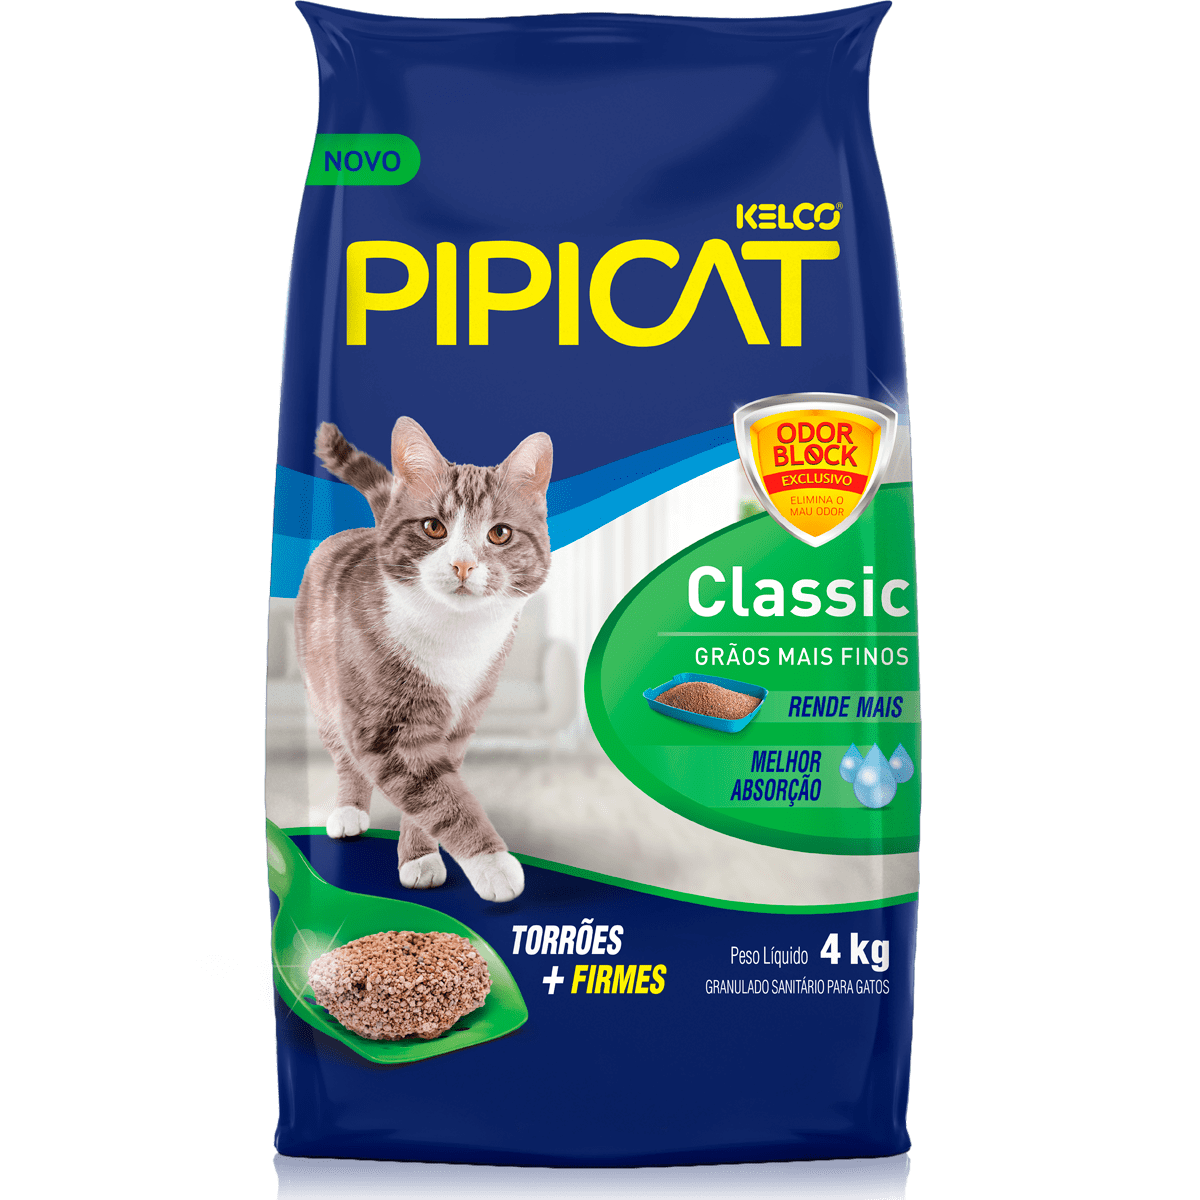 NOVO
KELCO®
PIPICAT
ODOR
BLOCK
EXCLUSIVO
ELIMINA O
MAU ODOR
Classic
GRÃOS MAIS FINOS
RENDE MAIS
MELHOR
ABSORÇÃO
TORRÕES
+ FIRMES
Peso Líquido 4 kg
GRANULADO SANITÁRIO PARA GATOS